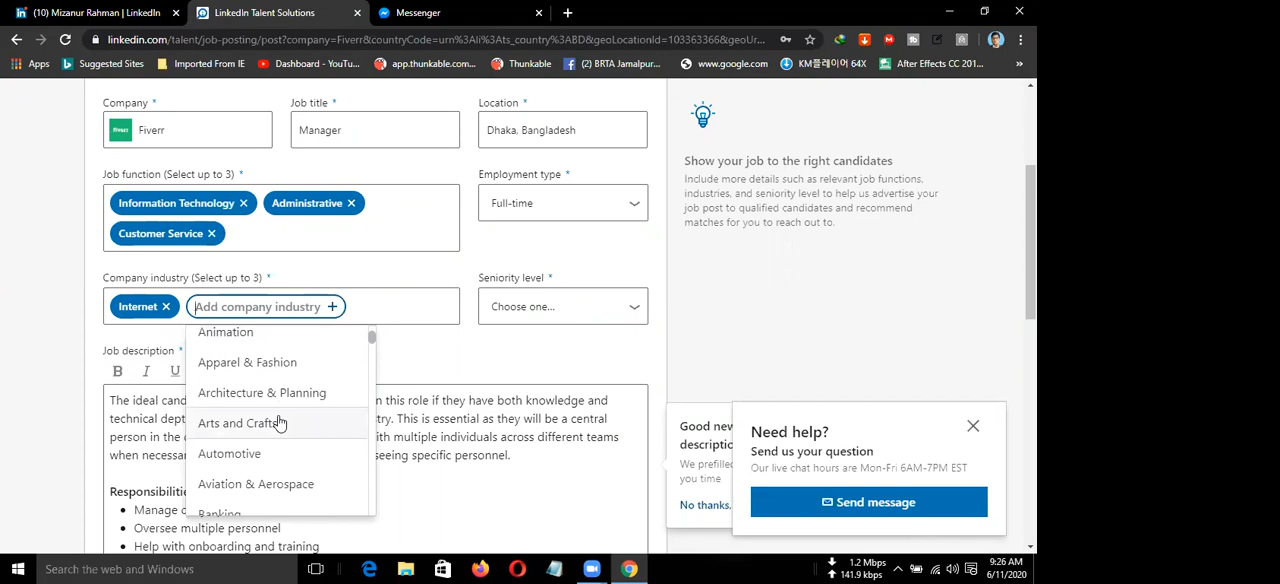 (10) Mizanur Rahman | LinkedIn
LinkedIn Talent Solutions
Messenger
linkedin.com/talent/job-posting/post?company=Fiverr&countryCode=urn%3Ali%3Ats_country%3ABD&geoLocationId=103363366&geoU...
Apps
Suggested Sites
Imported From IE
Dashboard - YouTu...
app.thunkable.com...
Thunkable
(2) BRTA Jamalpur...
www.google.com
KM플레이어 64X
After Effects CC 201...
»
Company *
Job title *
Location *
fiverr
Fiverr
Manager
Dhaka, Bangladesh
Job function (Select up to 3) *
Employment type *
Information Technology
Administrative
Full-time
Customer Service
Company industry (Select up to 3) *
Seniority level *
Internet
Add company industry
Choose one...
Animation
Apparel & Fashion
Architecture & Planning
Arts and Crafts
Automotive
Aviation & Aerospace
Banking
Job description *
B I U
The ideal cand
n this role if they have both knowledge and
technical dept
try. This is essential as they will be a central
person in the
ith multiple individuals across different teams
when necessar
seeing specific personnel.
Responsibilitie
• Manage
• Oversee multiple personnel
• Help with onboarding and training
Show your job to the right candidates
Include more details such as relevant job functions,
industries, and seniority level to help us advertise your
job post to qualified candidates and recommend
matches for you to reach out to.
Good new
description
We prefilled
you time
No thanks,
Need help?
Send us your question
Our live chat hours are Mon-Fri 6AM-7PM EST
Send message
Search the web and Windows
1.2 Mbps
141.9 kbps
9:26 AM
6/11/2020